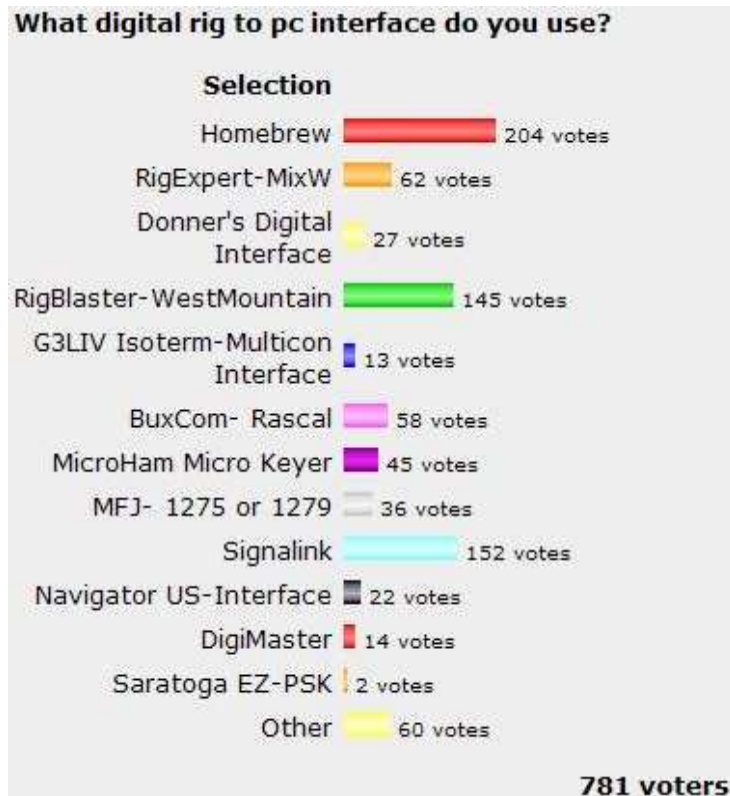 What digital rig to pc interface do you use?
Selection
Homebrew 204 votes
RigExpert-MixW 62 votes
Donner's Digital
Interface 27 votes
RigBlaster-WestMountain 145 votes
G3LIV Isoterm-Multicon
Interface 13 votes
BuxCom- Rascal 58 votes
MicroHam Micro Keyer 45 votes
MFJ- 1275 or 1279 36 votes
Signalink 152 votes
Navigator US-Interface 22 votes
DigiMaster 14 votes
Saratoga EZ-PSK 2 votes
Other 60 votes
781 voters